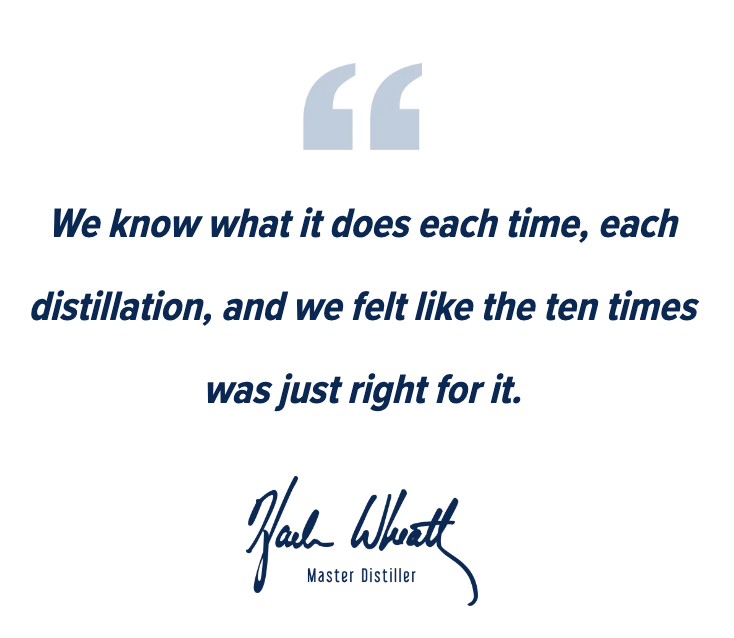 “
We know what it does each time, each
distillation, and we felt like the ten times
was just right for it.
Wheatley
Master Distiller